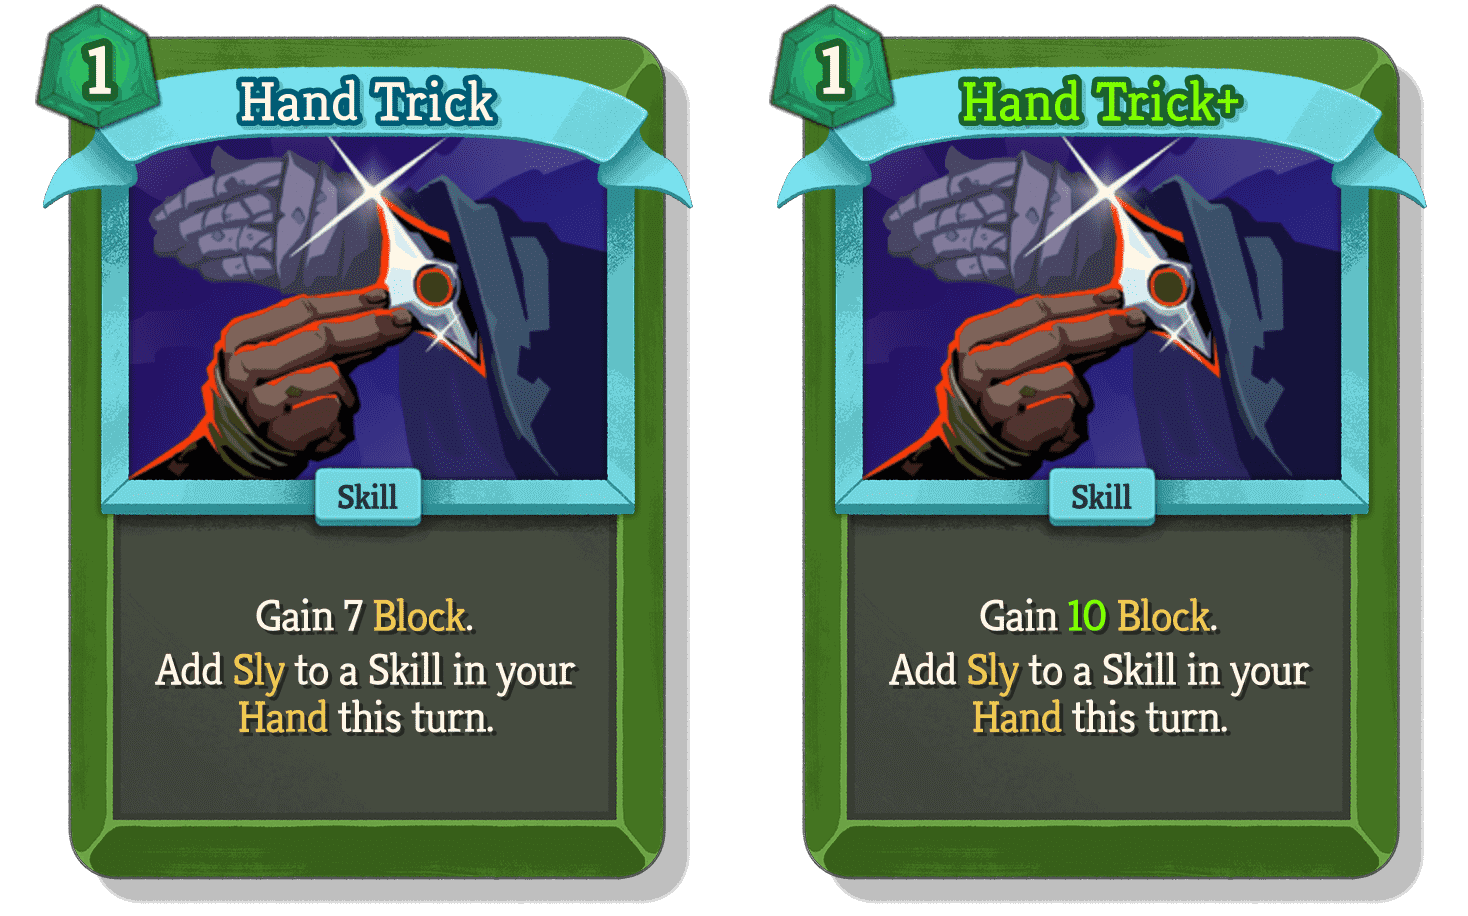 1
Hand Trick
Skill
Gain 7 Block.
Add Sly to a Skill in your
Hand this turn.
1
Hand Trick+
Skill
Gain 10 Block.
Add Sly to a Skill in your
Hand this turn.